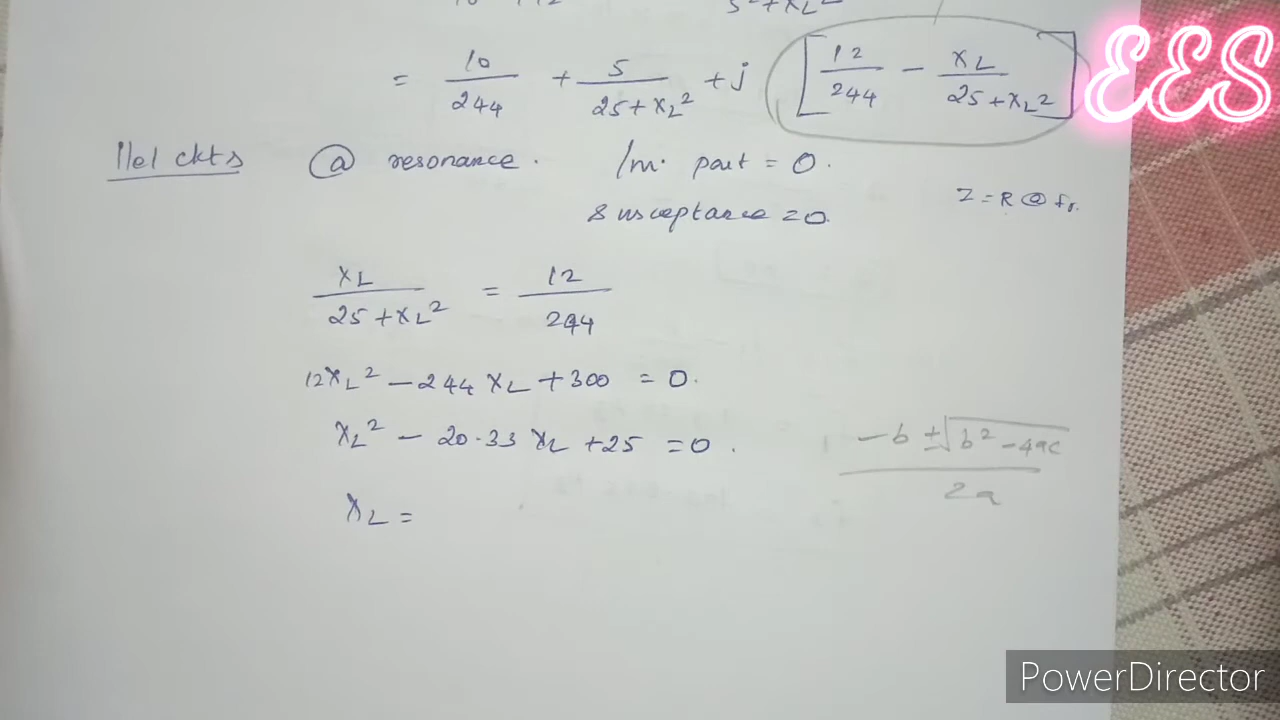 = 10/244 + 5/25+XL² + j [12/244 − XL/25+XL²]
EES
llel ckts @ resonance. Im. part = 0.
Susceptance = 0.
Z = R @ fr.
XL/25+XL² = 12/244
12XL² − 244 XL + 300 = 0.
XL² − 20.33 XL + 25 = 0.
−b ±√b² − 4ac / 2a
XL =
PowerDirector